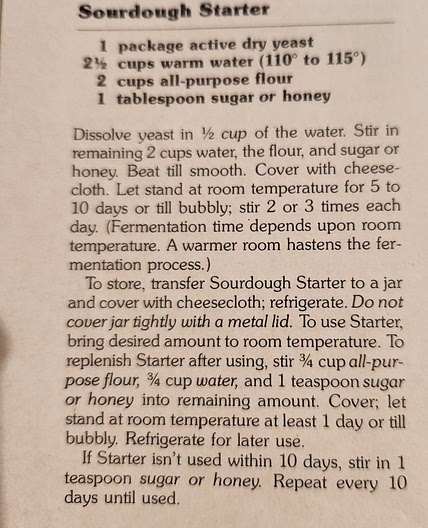 Sourdough Starter
1 package active dry yeast
2½ cups warm water (110° to 115°)
2 cups all-purpose flour
1 tablespoon sugar or honey
Dissolve yeast in ½ cup of the water. Stir in
remaining 2 cups water, the flour, and sugar or
honey. Beat till smooth. Cover with cheese-
cloth. Let stand at room temperature for 5 to
10 days or till bubbly; stir 2 or 3 times each
day. (Fermentation time depends upon room
temperature. A warmer room hastens the fer-
mentation process.)
To store, transfer Sourdough Starter to a jar
and cover with cheesecloth; refrigerate. Do not
cover jar tightly with a metal lid. To use Starter,
bring desired amount to room temperature. To
replenish Starter after using, stir ¾ cup all-pur-
pose flour, ¾ cup water, and 1 teaspoon sugar
or honey into remaining amount. Cover; let
stand at room temperature at least 1 day or till
bubbly. Refrigerate for later use.
If Starter isn't used within 10 days, stir in 1
teaspoon sugar or honey. Repeat every 10
days until used.